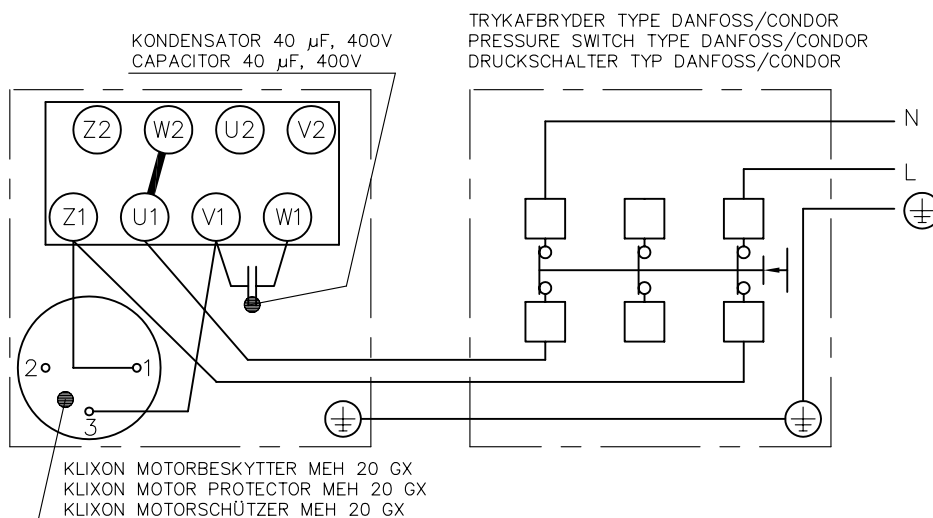 TRYKAFBRYDER TYPE DANFOSS/CONDOR
PRESSURE SWITCH TYPE DANFOSS/CONDOR
DRUCKSCHALTER TYP DANFOSS/CONDOR
KONDENSATOR 40 µF, 400V
CAPACITOR 40 µF, 400V
Z2 W2 U2 V2
N
L
Z1 U1 V1 W1
2 1
3
KLIXON MOTORBESKYTTER MEH 20 GX
KLIXON MOTOR PROTECTOR MEH 20 GX
KLIXON MOTORSCHÜTZER MEH 20 GX